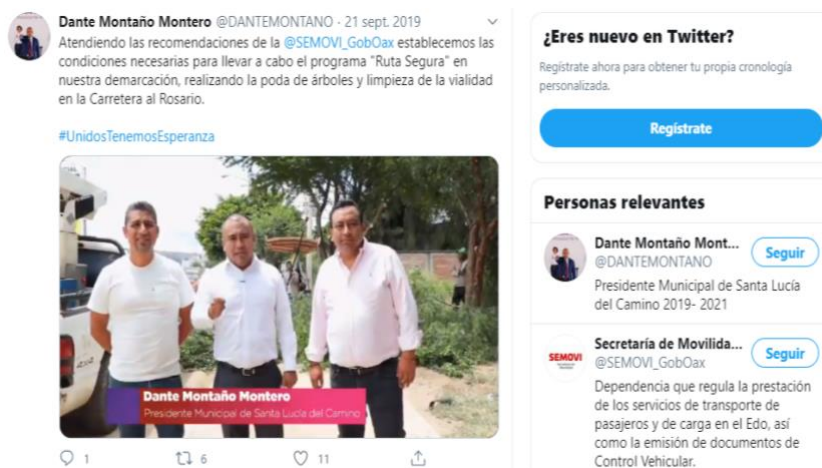 Dante Montaño Montero @DANTEMONTANO · 21 sept. 2019
Atendiendo las recomendaciones de la @SEMOVI_GobOax establecemos las
condiciones necesarias para llevar a cabo el programa "Ruta Segura" en
nuestra demarcación, realizando la poda de árboles y limpieza de la vialidad
en la Carretera al Rosario.
#UnidosTenemosEsperanza
Dante Montaño Montero
Presidente Municipal de Santa Lucía del Camino
1 6 11
¿Eres nuevo en Twitter?
Regístrate ahora para obtener tu propia cronología
personalizada.
Regístrate
Personas relevantes
Dante Montaño Mont...
@DANTEMONTANO
Seguir
Presidente Municipal de Santa Lucía
del Camino 2019- 2021
SEMOVI
Secretaría de Movilida...
@SEMOVI_GobOax
Seguir
Dependencia que regula la prestación
de los servicios de transporte de
pasajeros y de carga en el Edo, así
como la emisión de documentos de
Control Vehicular.